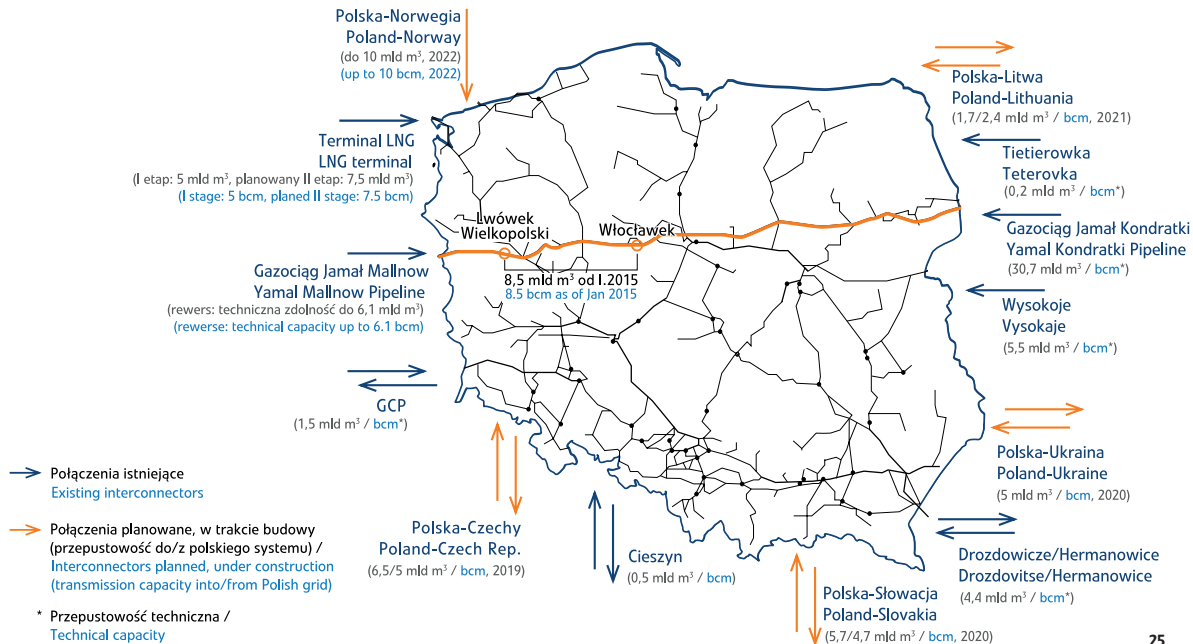 Polska-Norwegia
Poland-Norway
(do 10 mld m³, 2022)
(up to 10 bcm, 2022)
Polska-Litwa
Poland-Lithuania
(1,7/2,4 mld m³ / bcm, 2021)
Terminal LNG
LNG terminal
(I etap: 5 mld m³, planowany II etap: 7,5 mld m³)
(I stage: 5 bcm, planed II stage: 7.5 bcm)
Tietierowka
Teterovka
(0,2 mld m³ / bcm*)
Lwówek
Wielkopolski
Włocławek
Gazociąg Jamał Kondratki
Yamal Kondratki Pipeline
(30,7 mld m³ / bcm*)
Gazociąg Jamał Mallnow
Yamal Mallnow Pipeline
(rewers: techniczna zdolność do 6,1 mld m³)
(rewerse: technical capacity up to 6.1 bcm)
8,5 mld m³ od I.2015
8.5 bcm as of Jan 2015
Wysokoje
Vysokaje
(5,5 mld m³ / bcm*)
GCP
(1,5 mld m³ / bcm*)
Polska-Ukraina
Poland-Ukraine
(5 mld m³ / bcm, 2020)
Połączenia istniejące
Existing interconnectors
Połączenia planowane, w trakcie budowy
(przepustowość do/z polskiego systemu) /
Interconnectors planned, under construction
(transmission capacity into/from Polish grid)
* Przepustowość techniczna /
Technical capacity
Polska-Czechy
Poland-Czech Rep.
(6,5/5 mld m³ / bcm, 2019)
Cieszyn
(0,5 mld m³ / bcm)
Polska-Słowacja
Poland-Slovakia
(5,7/4,7 mld m³ / bcm, 2020)
Drozdowicze/Hermanowice
Drozdovitse/Hermanowice
(4,4 mld m³ / bcm*)
25